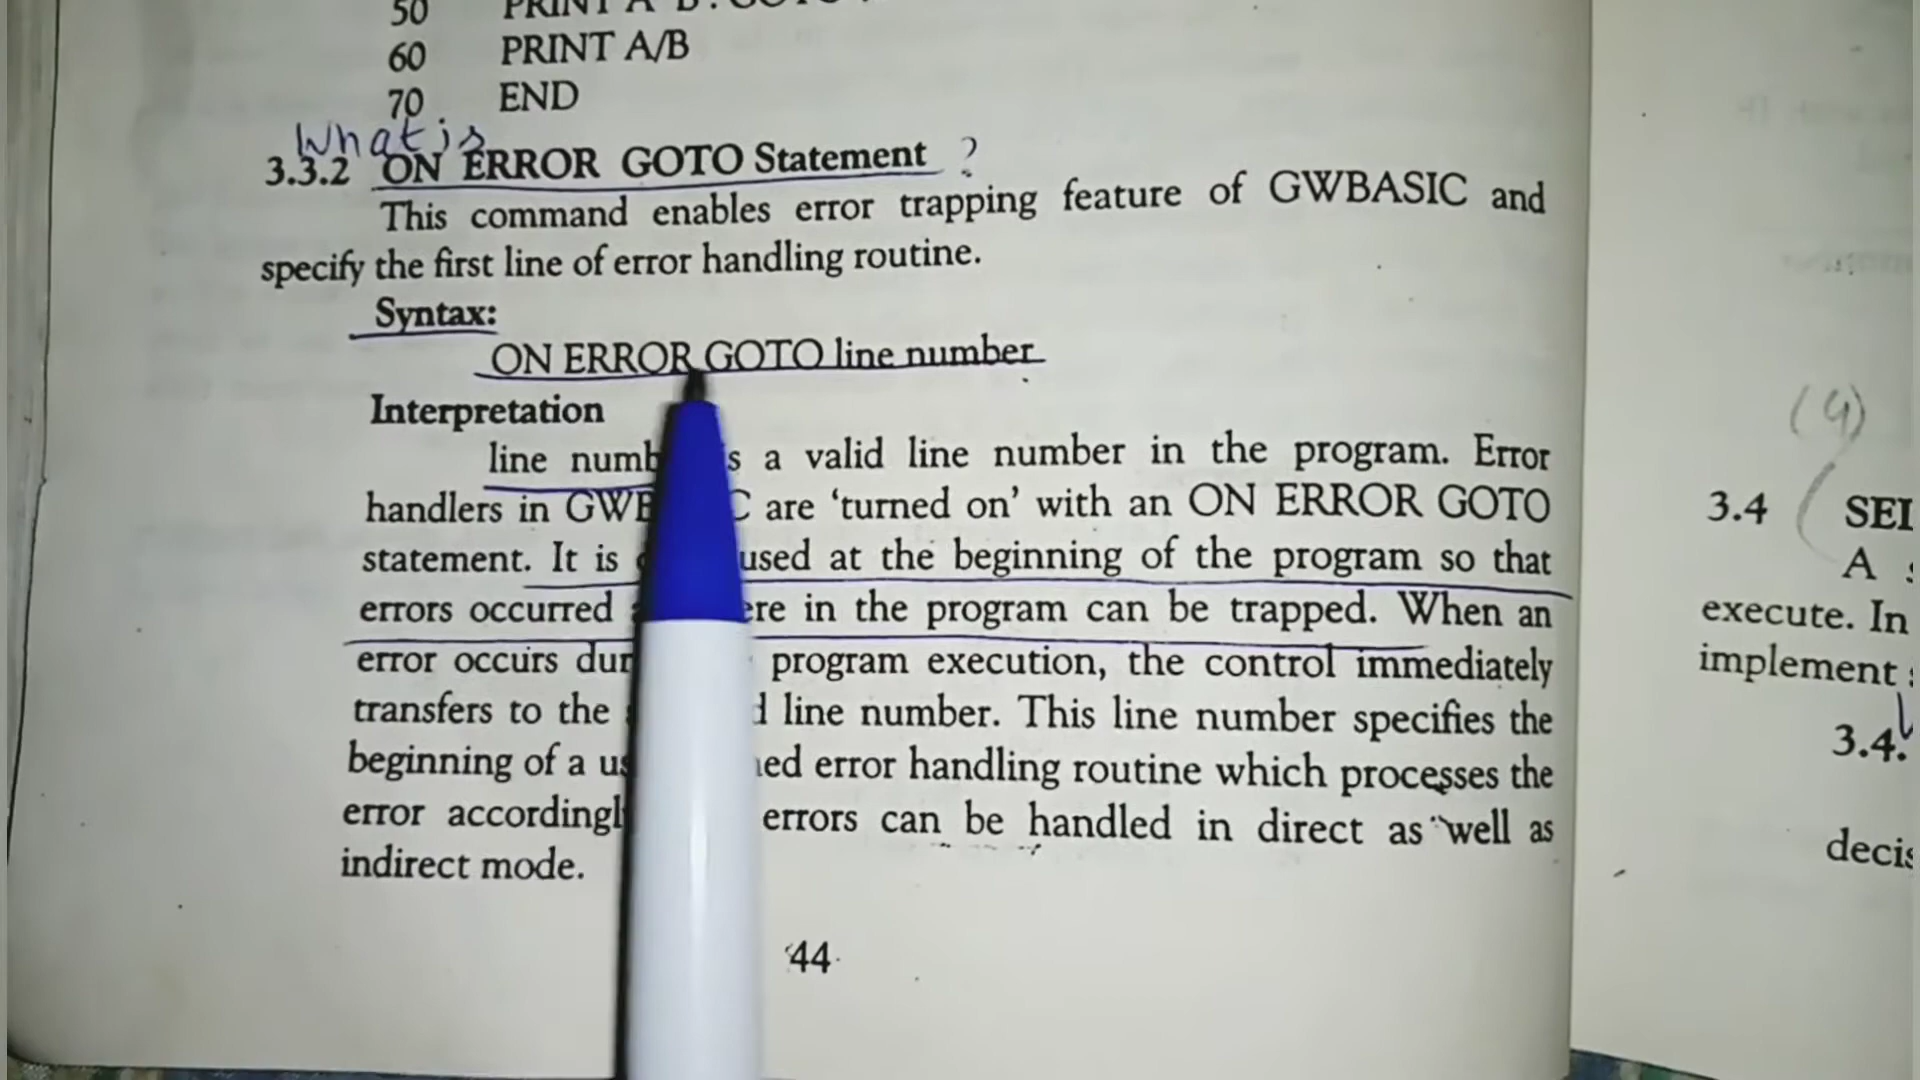 50 PRINT A B : GOTO
60 PRINT A/B
70 END
What is
3.3.2 ON ERROR GOTO Statement ?
This command enables error trapping feature of GWBASIC and
specify the first line of error handling routine.
Syntax:
ON ERROR GOTO line number
Interpretation
line numb s a valid line number in the program. Error
handlers in GWB C are ‘turned on’ with an ON ERROR GOTO
statement. It is used at the beginning of the program so that
errors occurred ere in the program can be trapped. When an
error occurs dur program execution, the control immediately
transfers to the d line number. This line number specifies the
beginning of a us ned error handling routine which processes the
error accordingl errors can be handled in direct as well as
indirect mode.
44
(4)
3.4 SEL
A
execute. In
implement
3.4.
decis